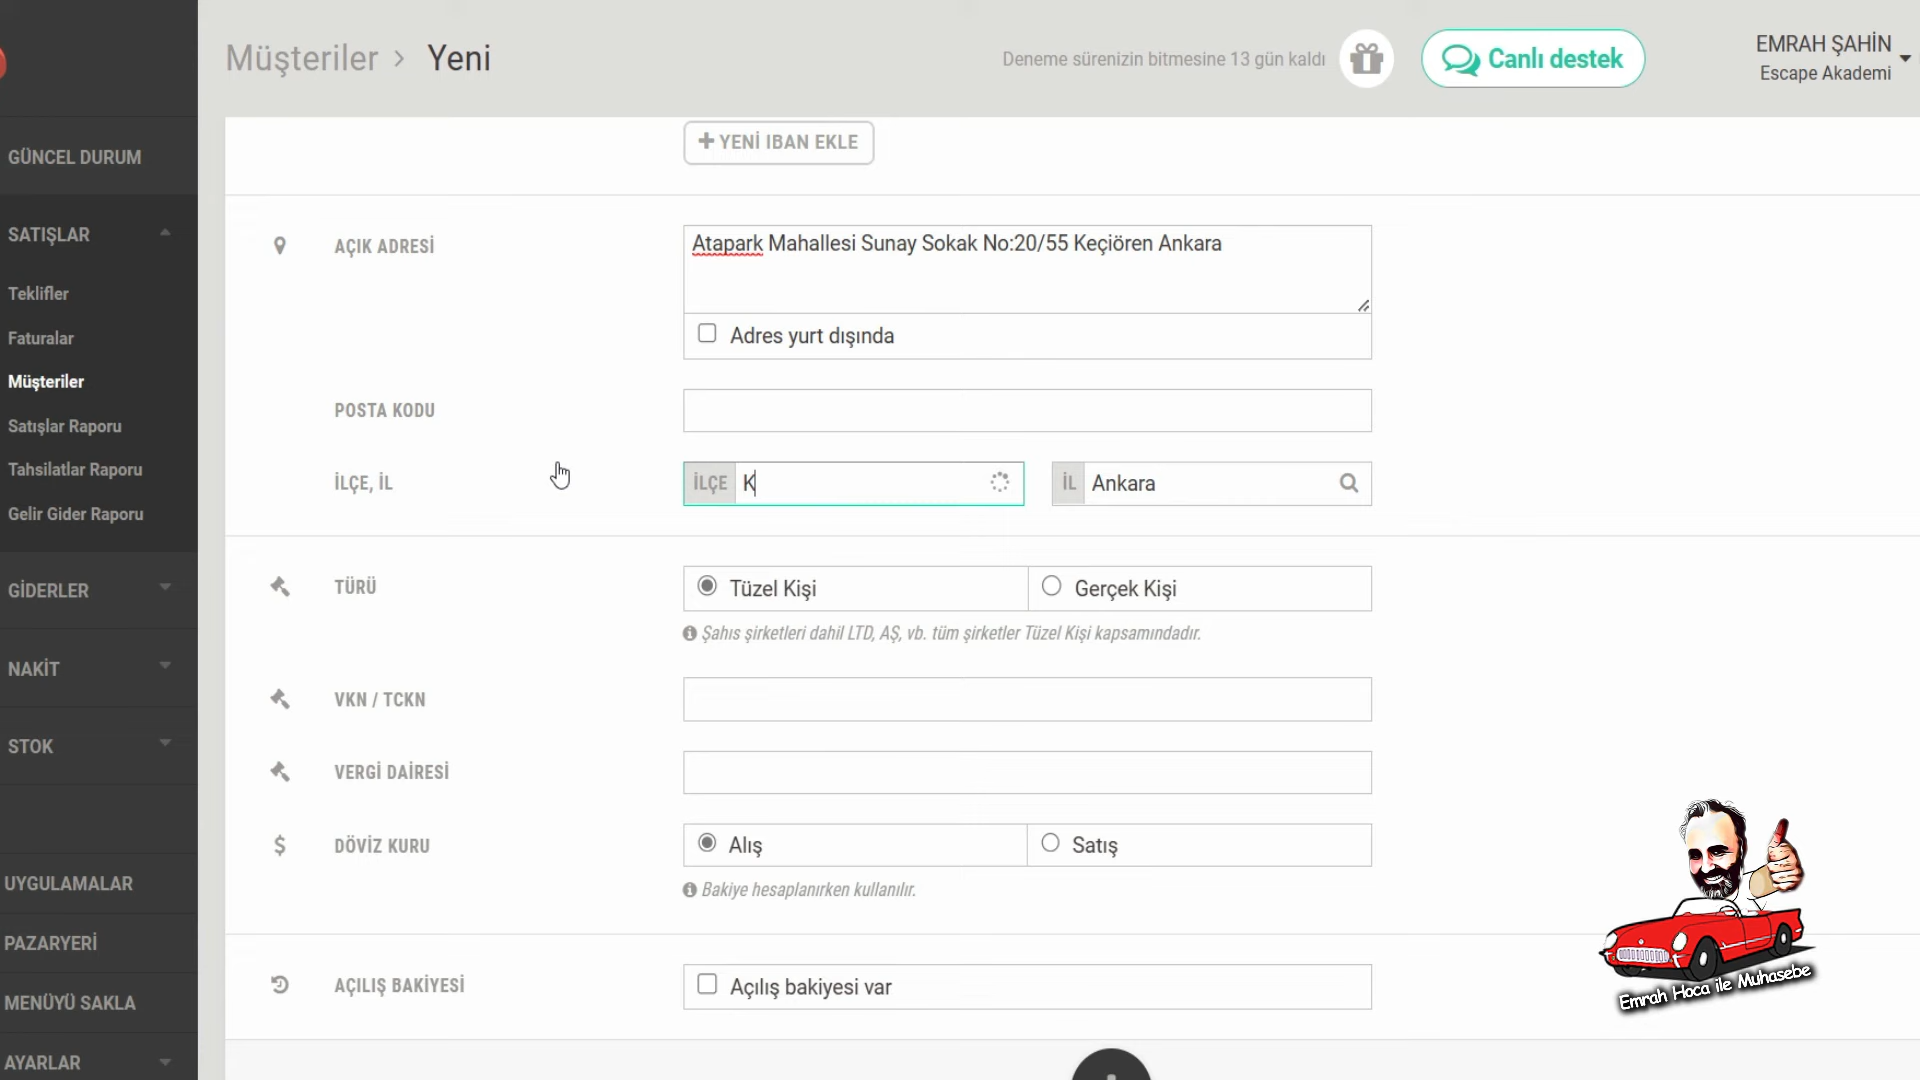 Müşteriler > Yeni
Deneme sürenizin bitmesine 13 gün kaldı
Canlı destek
EMRAH ŞAHİN
Escape Akademi
GÜNCEL DURUM
SATIŞLAR
Teklifler
Faturalar
Müşteriler
Satışlar Raporu
Tahsilatlar Raporu
Gelir Gider Raporu
GİDERLER
NAKİT
STOK
UYGULAMALAR
PAZARYERİ
MENÜYÜ SAKLA
AYARLAR
+ YENİ IBAN EKLE
AÇIK ADRESİ
Atapark Mahallesi Sunay Sokak No:20/55 Keçiören Ankara
Adres yurt dışında
POSTA KODU
İLÇE, İL
İLÇE K
İL Ankara
TÜRÜ
Tüzel Kişi
Gerçek Kişi
Şahıs şirketleri dahil LTD, AŞ, vb. tüm şirketler Tüzel Kişi kapsamındadır.
VKN / TCKN
VERGİ DAİRESİ
$ DÖVİZ KURU
Alış
Satış
Bakiye hesaplanırken kullanılır.
AÇILIŞ BAKİYESİ
Açılış bakiyesi var
Emrah Hoca ile Muhasebe